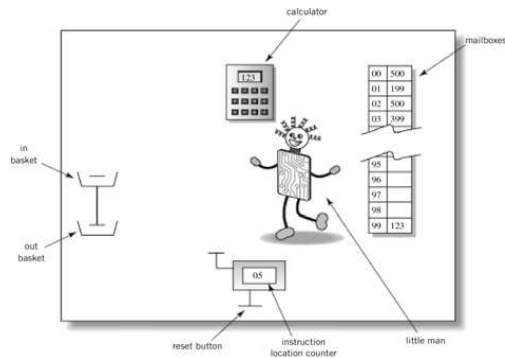 calculator
mailboxes
123
00 500
01 199
02 500
03 399
in
basket
95
96
97
98
99 123
out
basket
05
reset button
instruction
location counter
little man